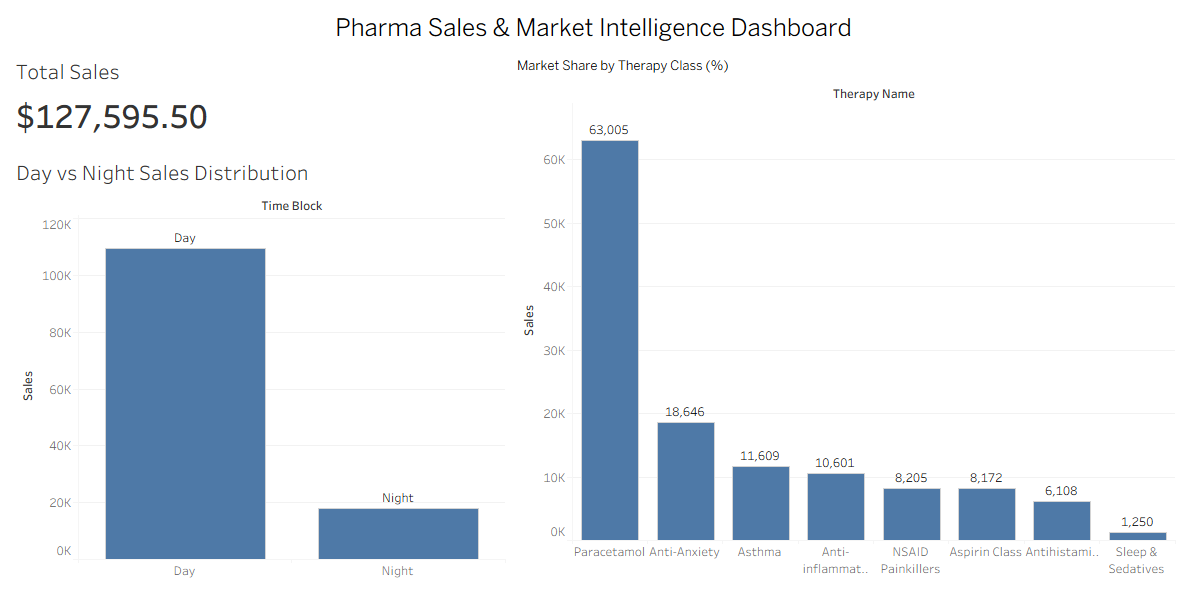 Pharma Sales & Market Intelligence Dashboard
Total Sales
$127,595.50
Day vs Night Sales Distribution
Time Block
120K
100K
80K
60K
40K
20K
0K
Sales
Day
Night
Day
Night
Market Share by Therapy Class (%)
Therapy Name
60K
50K
40K
30K
20K
10K
0K
Sales
63,005
18,646
11,609
10,601
8,205
8,172
6,108
1,250
Paracetamol
Anti-Anxiety
Asthma
Anti-
inflammat..
NSAID
Painkillers
Aspirin Class
Antihistami..
Sleep &
Sedatives